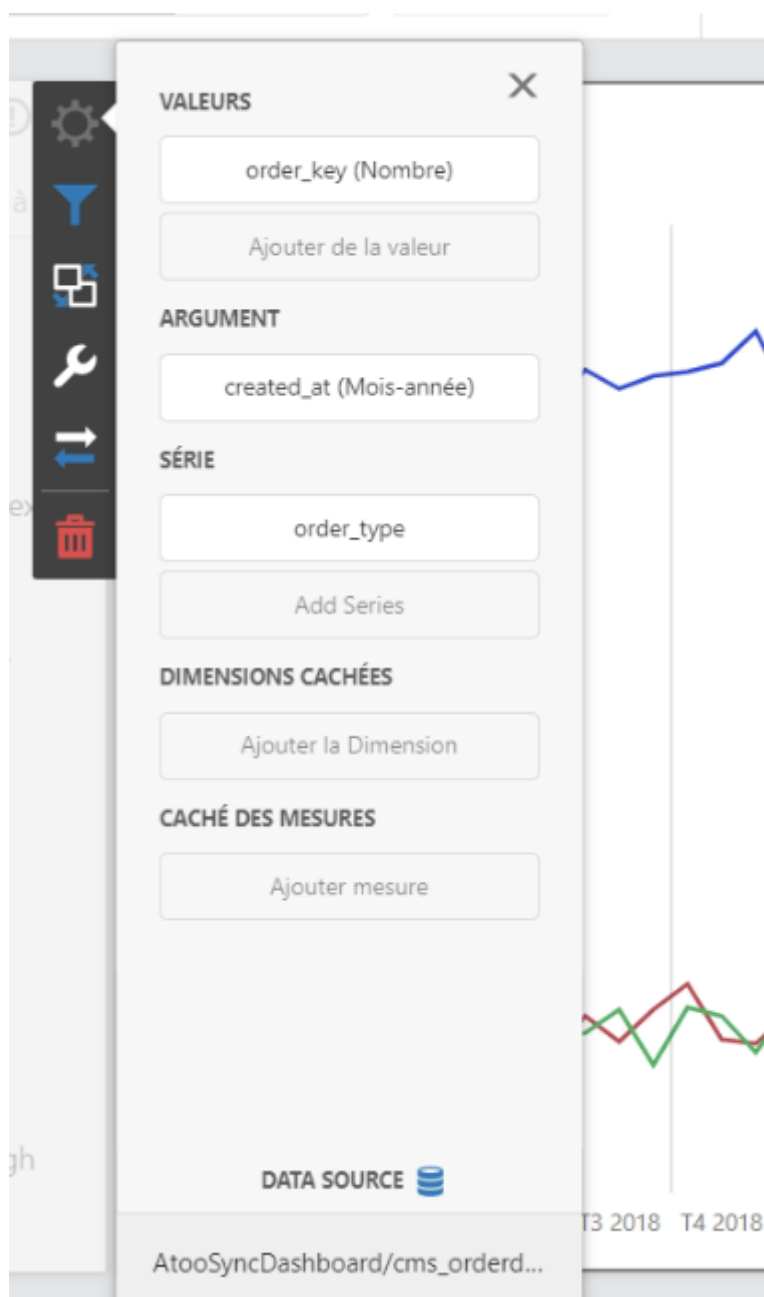 VALEURS
order_key (Nombre)
Ajouter de la valeur
à
ARGUMENT
created_at (Mois-année)
SÉRIE
order_type
Add Series
DIMENSIONS CACHÉES
Ajouter la Dimension
CACHÉ DES MESURES
Ajouter mesure
DATA SOURCE
T3 2018 T4 2018
AtooSyncDashboard/cms_orderd...